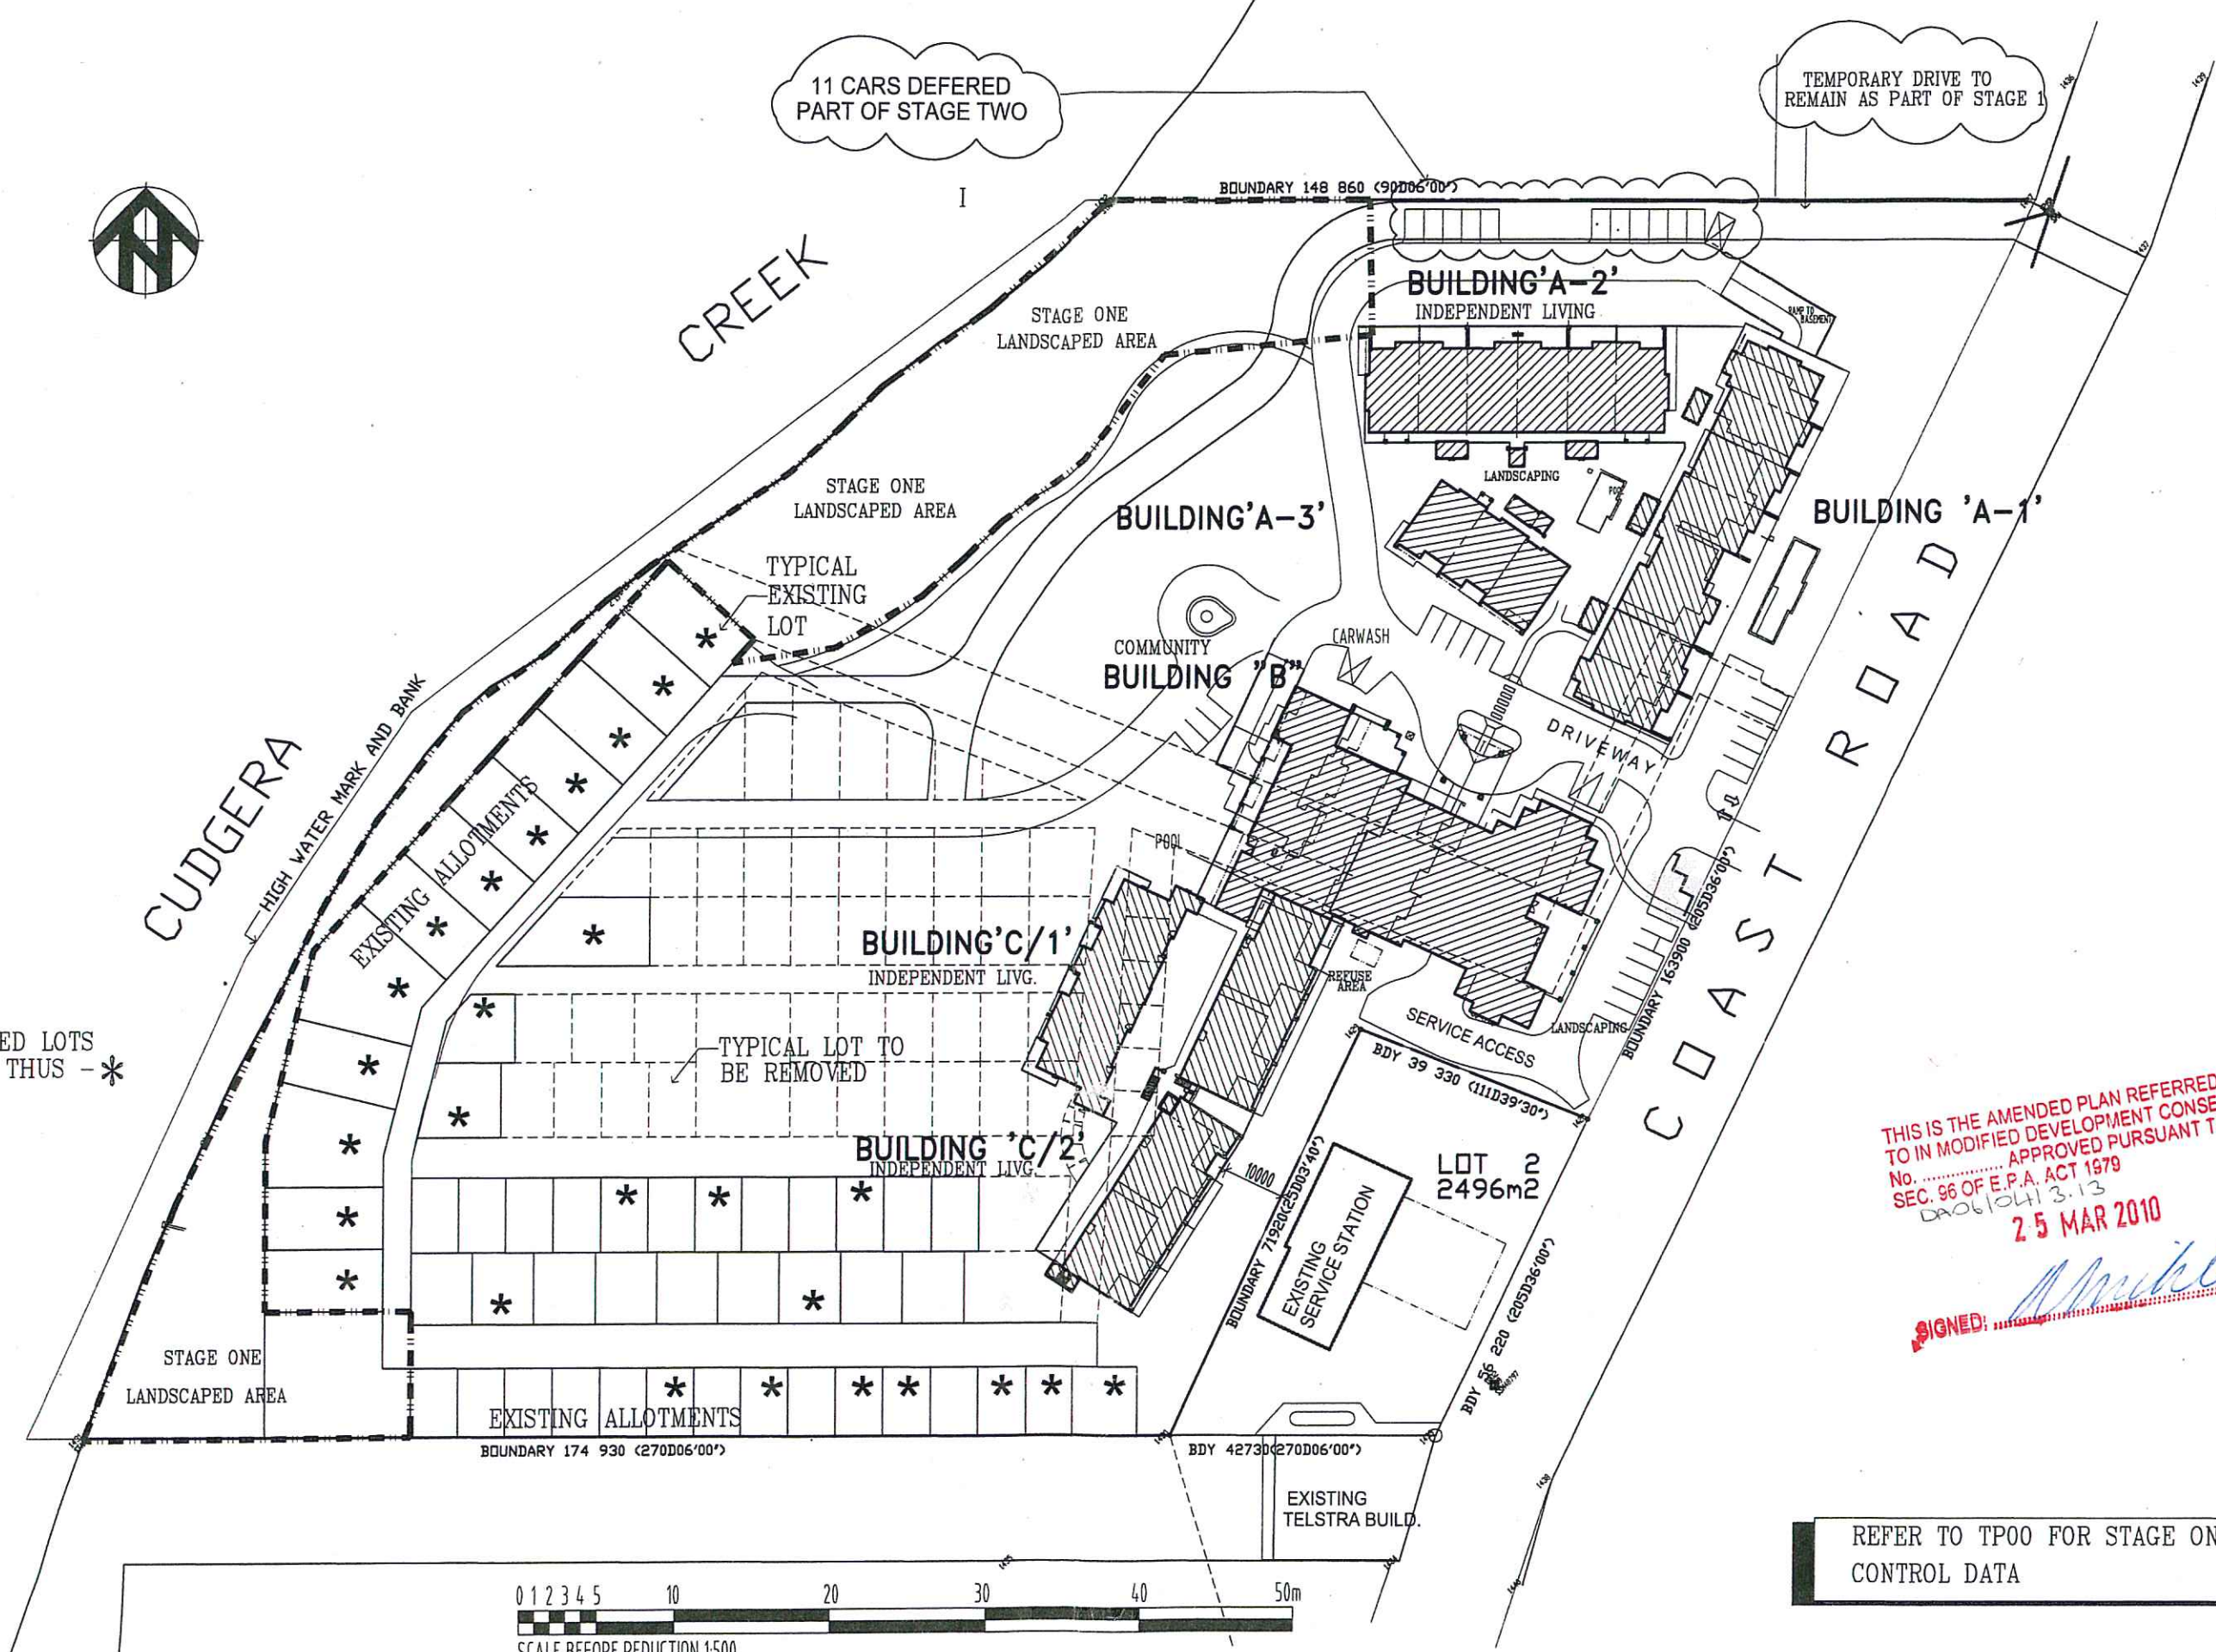 11 CARS DEFERED
PART OF STAGE TWO
TEMPORARY DRIVE TO
REMAIN AS PART OF STAGE 1
I
N
BOUNDARY 148 860 (90D06'00")
CREEK
STAGE ONE
LANDSCAPED AREA
BUILDING'A-2'
INDEPENDENT LIVING
RAMP TO
BASEMENT
LANDSCAPING
POOL
STAGE ONE
LANDSCAPED AREA
BUILDING'A-3'
BUILDING 'A-1'
TYPICAL
EXISTING
LOT
COMMUNITY
BUILDING "B"
CARWASH
DRIVEWAY
COAST ROAD
CUDGERA
HIGH WATER MARK AND BANK
EXISTING ALLOTMENTS
POOL
BUILDING'C/1'
INDEPENDENT LIVG.
REFUSE
AREA
SERVICE ACCESS
LANDSCAPING
BOUNDARY 163900 (205D36'00")
ED LOTS
THUS -*
TYPICAL LOT TO
BE REMOVED
BDY 39 330 (111D39'30")
BUILDING 'C/2'
INDEPENDENT LIVG.
10000
BOUNDARY 71920(25D03'40")
LOT 2
2496m2
EXISTING
SERVICE STATION
BDY 56 220 (205D36'00")
THIS IS THE AMENDED PLAN REFERRED
TO IN MODIFIED DEVELOPMENT CONSE
No. ............... APPROVED PURSUANT T
SEC. 96 OF E.P.A. ACT 1979
DA06/0413.13
25 MAR 2010
SIGNED:
STAGE ONE
LANDSCAPED AREA
EXISTING ALLOTMENTS
BOUNDARY 174 930 (270D06'00")
BDY 42730(270D06'00")
EXISTING
TELSTRA BUILD.
REFER TO TP00 FOR STAGE ON
CONTROL DATA
0 1 2 3 4 5 10 20 30 40 50m
SCALE BEFORE REDUCTION 1:500